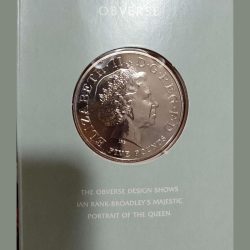 OBVERSE
ELIZABETH·II·D·G·REG·F·D
FIVE POUNDS
THE OBVERSE DESIGN SHOWS
IAN RANK-BROADLEY'S MAJESTIC
PORTRAIT OF THE QUEEN.